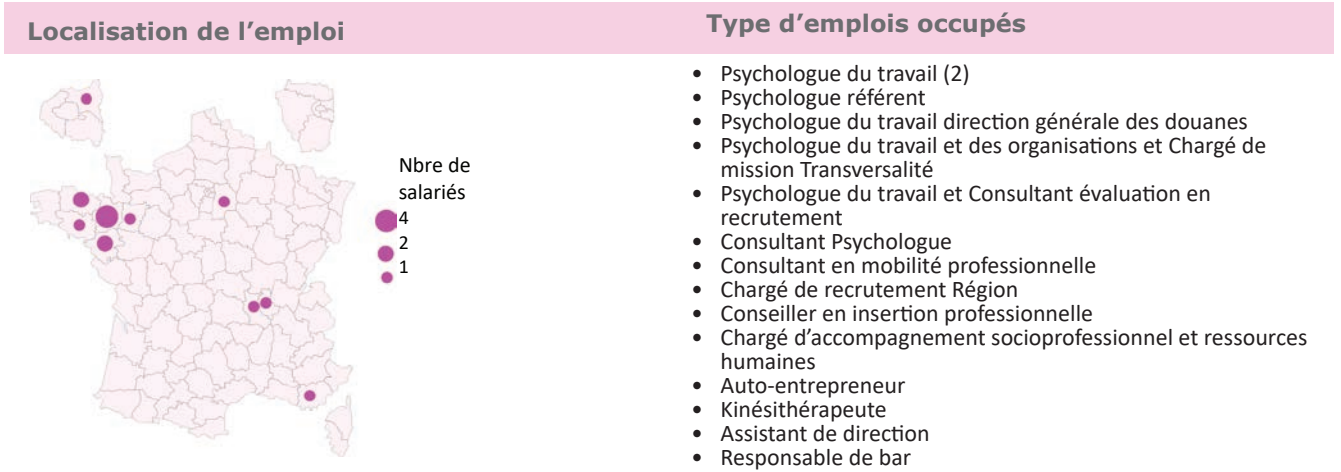 Localisation de l’emploi
Nbre de
salariés
4
2
1
Type d’emplois occupés
• Psychologue du travail (2)
• Psychologue référent
• Psychologue du travail direction générale des douanes
• Psychologue du travail et des organisations et Chargé de
mission Transversalité
• Psychologue du travail et Consultant évaluation en
recrutement
• Consultant Psychologue
• Consultant en mobilité professionnelle
• Chargé de recrutement Région
• Conseiller en insertion professionnelle
• Chargé d’accompagnement socioprofessionnel et ressources
humaines
• Auto-entrepreneur
• Kinésithérapeute
• Assistant de direction
• Responsable de bar